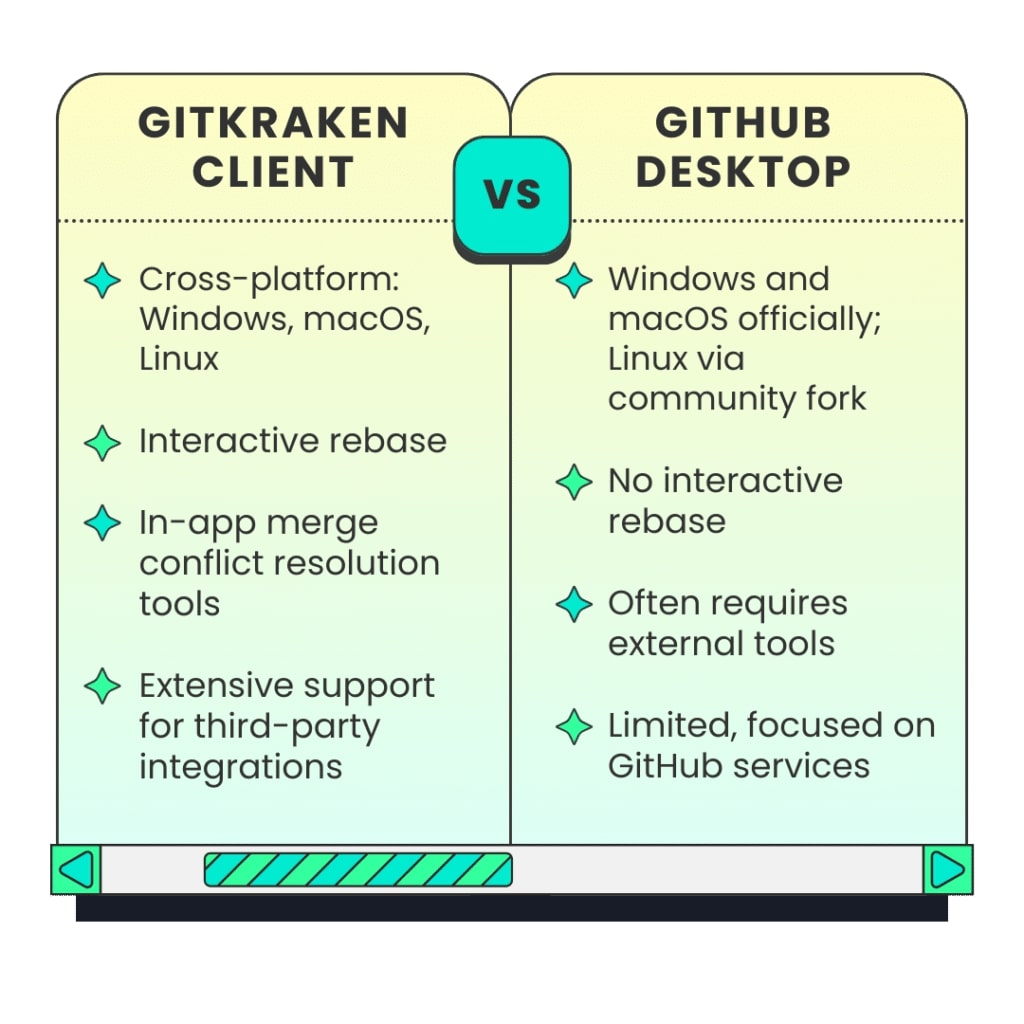 GITKRAKEN
CLIENT
VS
GITHUB
DESKTOP
Cross-platform:
Windows, macOS,
Linux
Interactive rebase
In-app merge
conflict resolution
tools
Extensive support
for third-party
integrations
Windows and
macOS officially;
Linux via
community fork
No interactive
rebase
Often requires
external tools
Limited, focused on
GitHub services